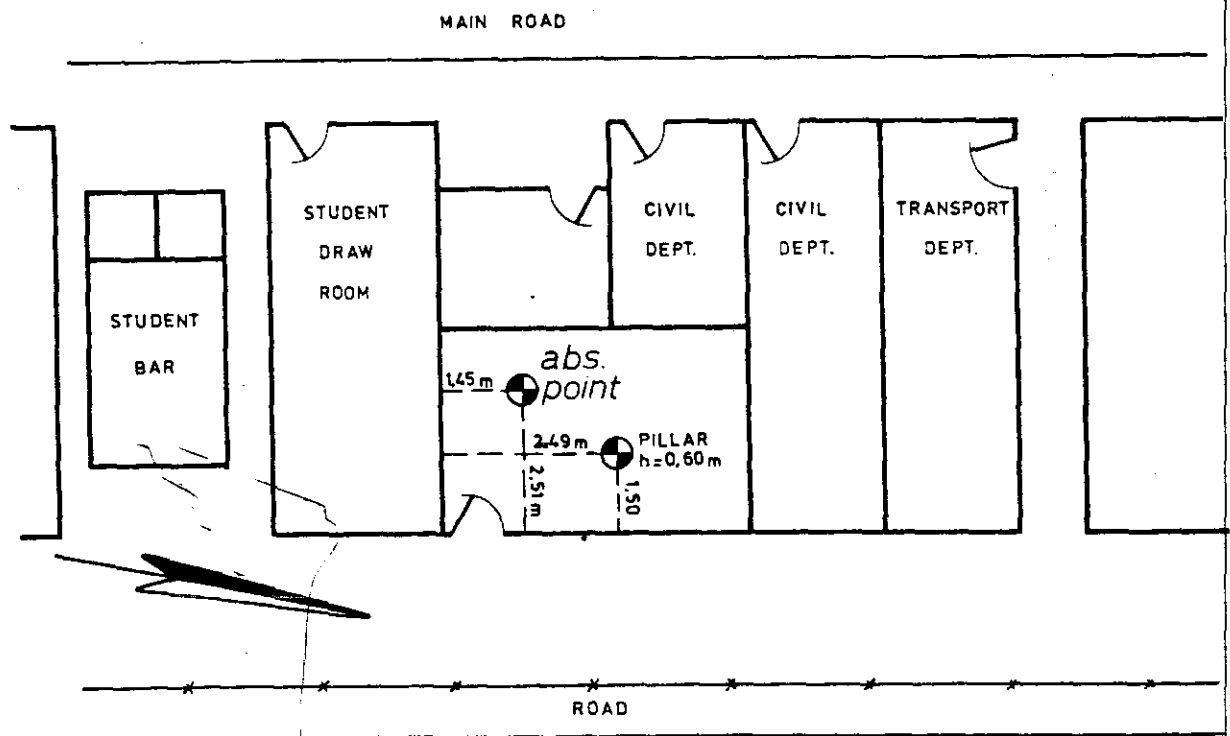 MAIN ROAD
STUDENT
DRAW
ROOM
CIVIL
DEPT.
CIVIL
DEPT.
TRANSPORT
DEPT.
STUDENT
BAR
abs.
point
1,45 m
2,49 m
PILLAR
h=0,60 m
2,51 m
1,50
ROAD